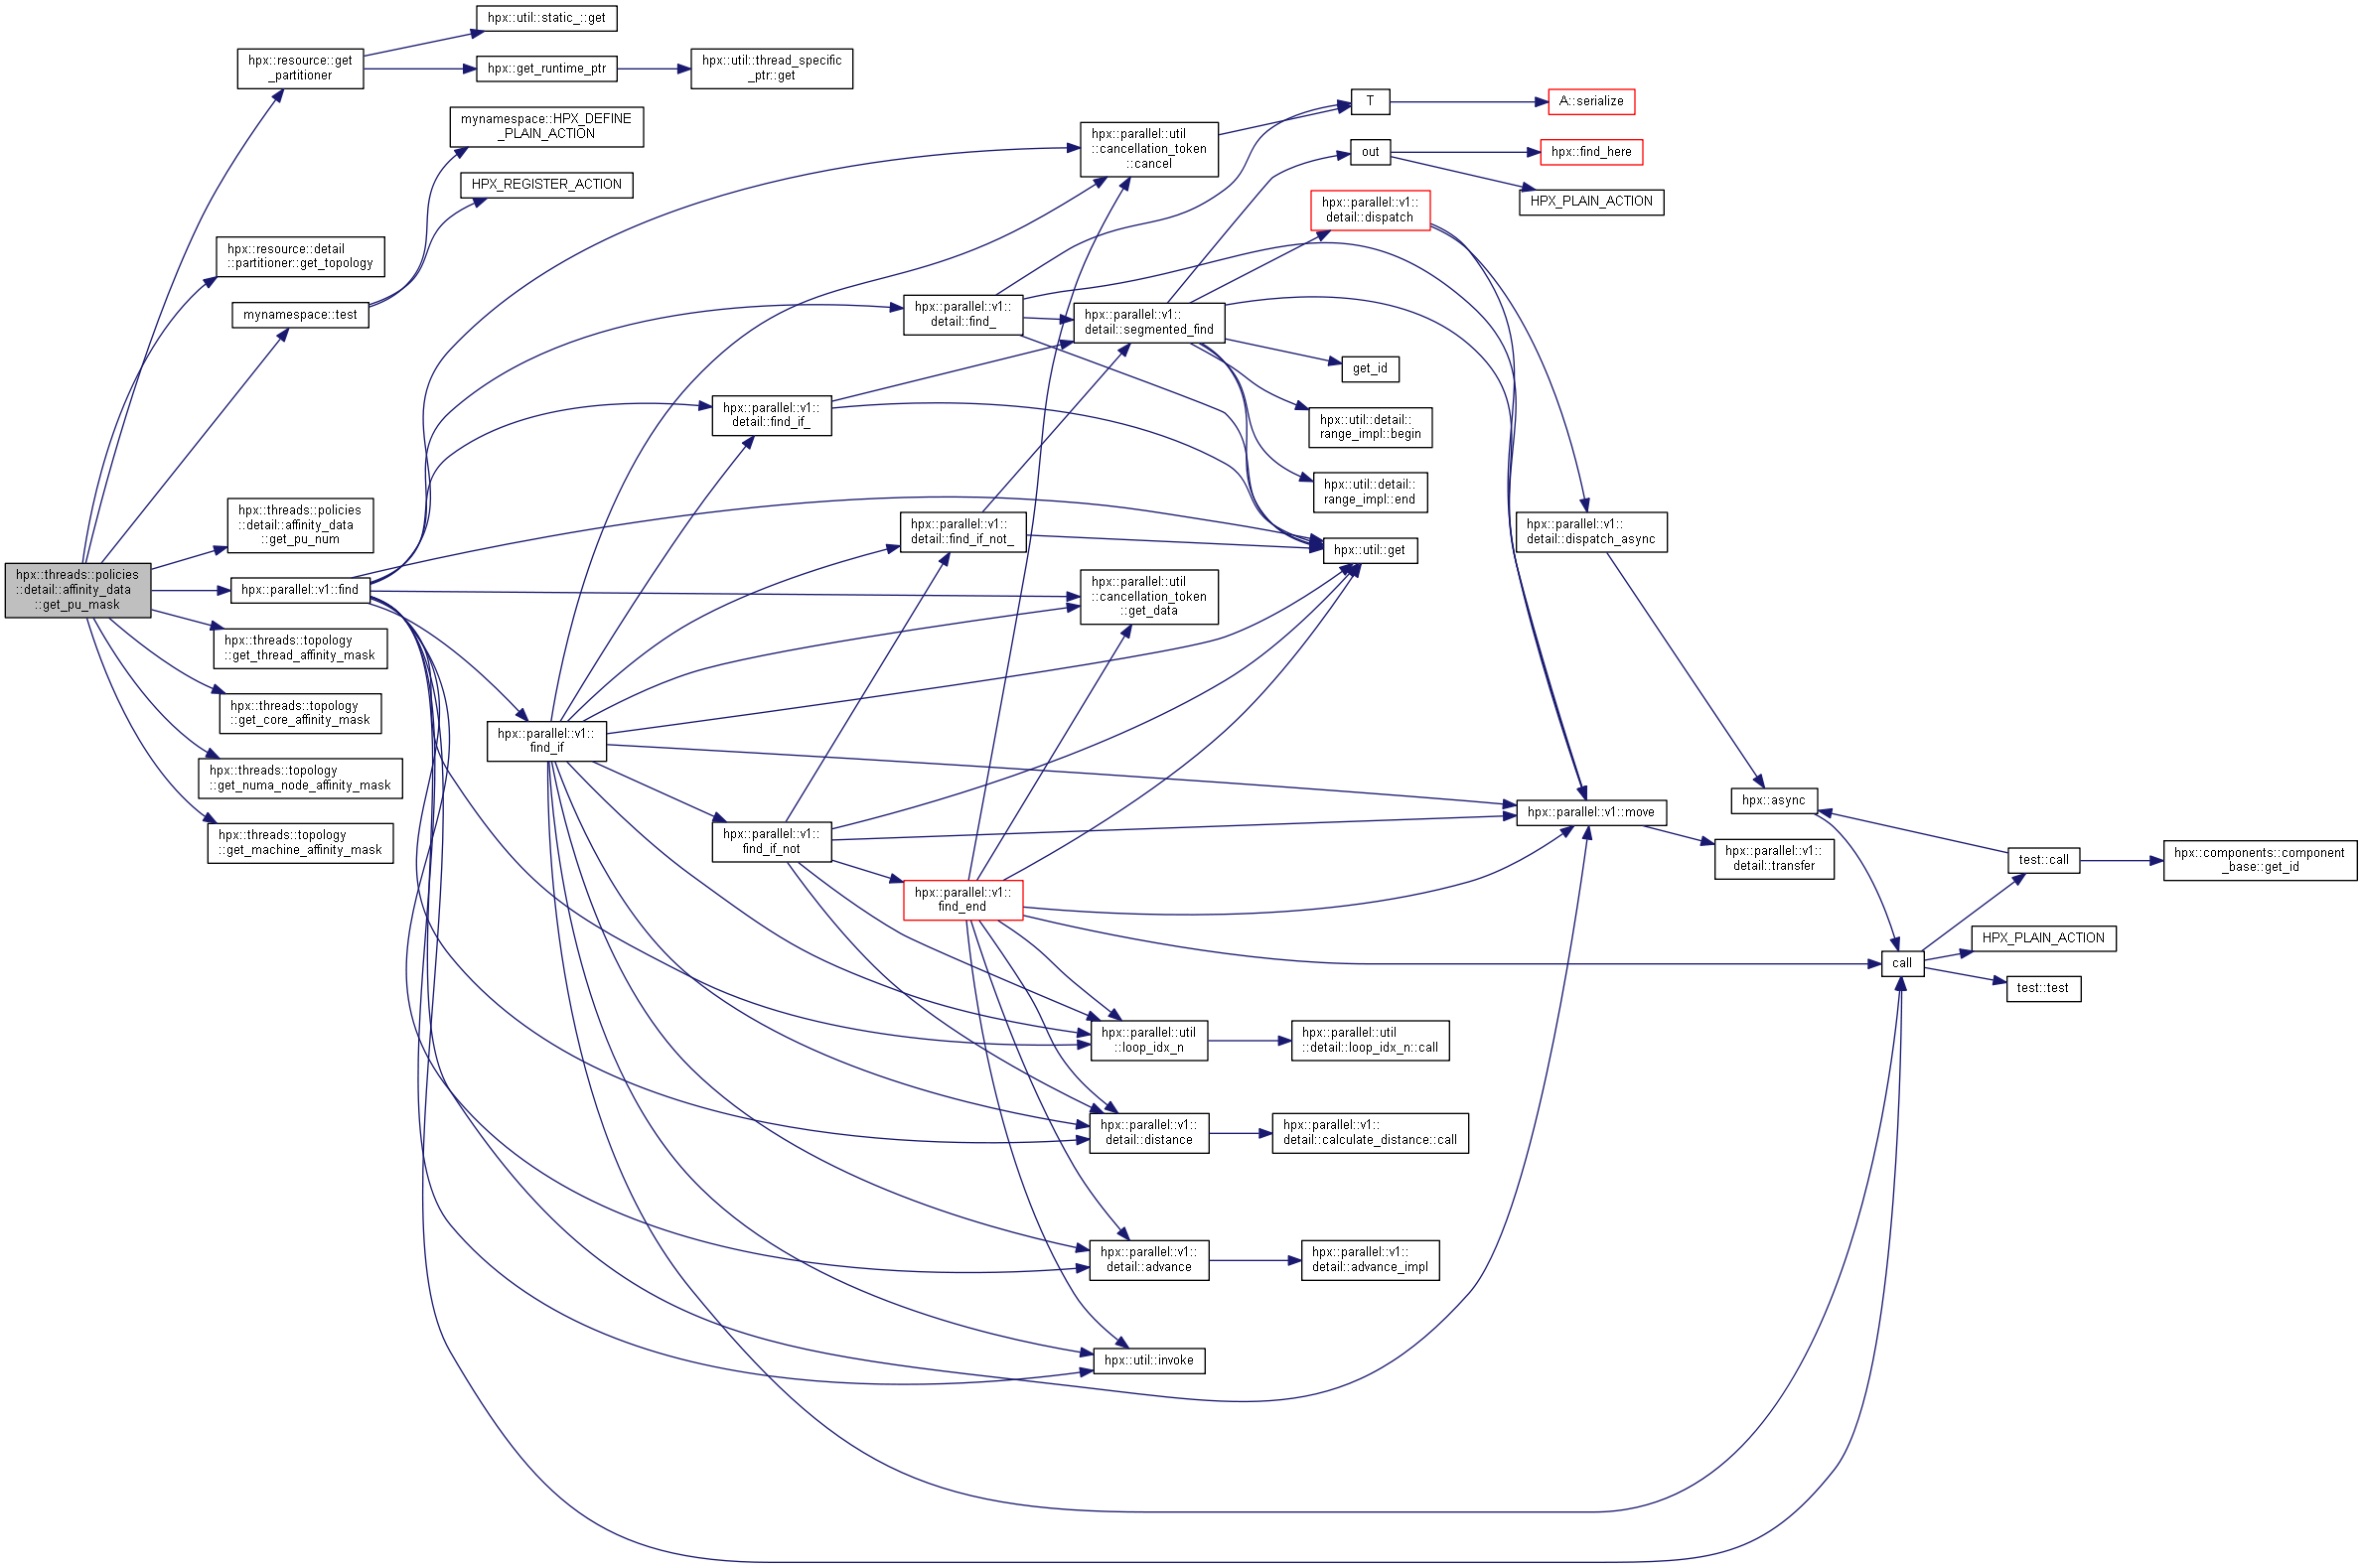 hpx::threads::policies
::detail::affinity_data
::get_pu_mask
hpx::resource::get
_partitioner
hpx::util::static_::get
hpx::get_runtime_ptr
hpx::util::thread_specific
_ptr::get
hpx::resource::detail
::partitioner::get_topology
mynamespace::test
mynamespace::HPX_DEFINE
_PLAIN_ACTION
HPX_REGISTER_ACTION
hpx::threads::policies
::detail::affinity_data
::get_pu_num
hpx::parallel::v1::find
hpx::threads::topology
::get_thread_affinity_mask
hpx::threads::topology
::get_core_affinity_mask
hpx::threads::topology
::get_numa_node_affinity_mask
hpx::threads::topology
::get_machine_affinity_mask
hpx::parallel::v1::
find_if
hpx::parallel::v1::
detail::find_if_
hpx::parallel::v1::
find_if_not
hpx::parallel::v1::
detail::find_
hpx::parallel::v1::
detail::find_if_not_
hpx::parallel::v1::
find_end
hpx::parallel::util
::cancellation_token
::cancel
hpx::parallel::v1::
detail::segmented_find
hpx::parallel::util
::cancellation_token
::get_data
hpx::parallel::util
::loop_idx_n
hpx::parallel::v1::
detail::distance
hpx::parallel::v1::
detail::advance
hpx::util::invoke
T
out
hpx::parallel::v1::
detail::dispatch
get_id
hpx::util::detail::
range_impl::begin
hpx::util::detail::
range_impl::end
hpx::util::get
hpx::parallel::util
::detail::loop_idx_n::call
hpx::parallel::v1::
detail::calculate_distance::call
hpx::parallel::v1::
detail::advance_impl
A::serialize
hpx::find_here
HPX_PLAIN_ACTION
hpx::parallel::v1::
detail::dispatch_async
hpx::parallel::v1::move
hpx::parallel::v1::
detail::transfer
hpx::async
call
test::call
HPX_PLAIN_ACTION
test::test
hpx::components::component
_base::get_id